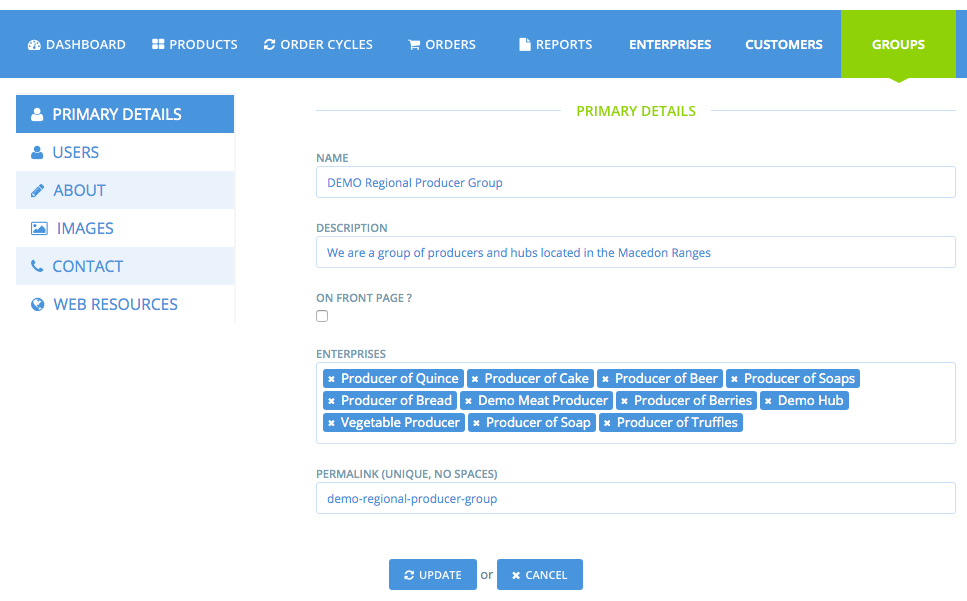 DASHBOARD PRODUCTS ORDER CYCLES ORDERS REPORTS ENTERPRISES CUSTOMERS GROUPS
PRIMARY DETAILS
USERS
ABOUT
IMAGES
CONTACT
WEB RESOURCES
PRIMARY DETAILS
NAME
DEMO Regional Producer Group
DESCRIPTION
We are a group of producers and hubs located in the Macedon Ranges
ON FRONT PAGE ?
ENTERPRISES
× Producer of Quince × Producer of Cake × Producer of Beer × Producer of Soaps
× Producer of Bread × Demo Meat Producer × Producer of Berries × Demo Hub
× Vegetable Producer × Producer of Soap × Producer of Truffles
PERMALINK (UNIQUE, NO SPACES)
demo-regional-producer-group
UPDATE or × CANCEL